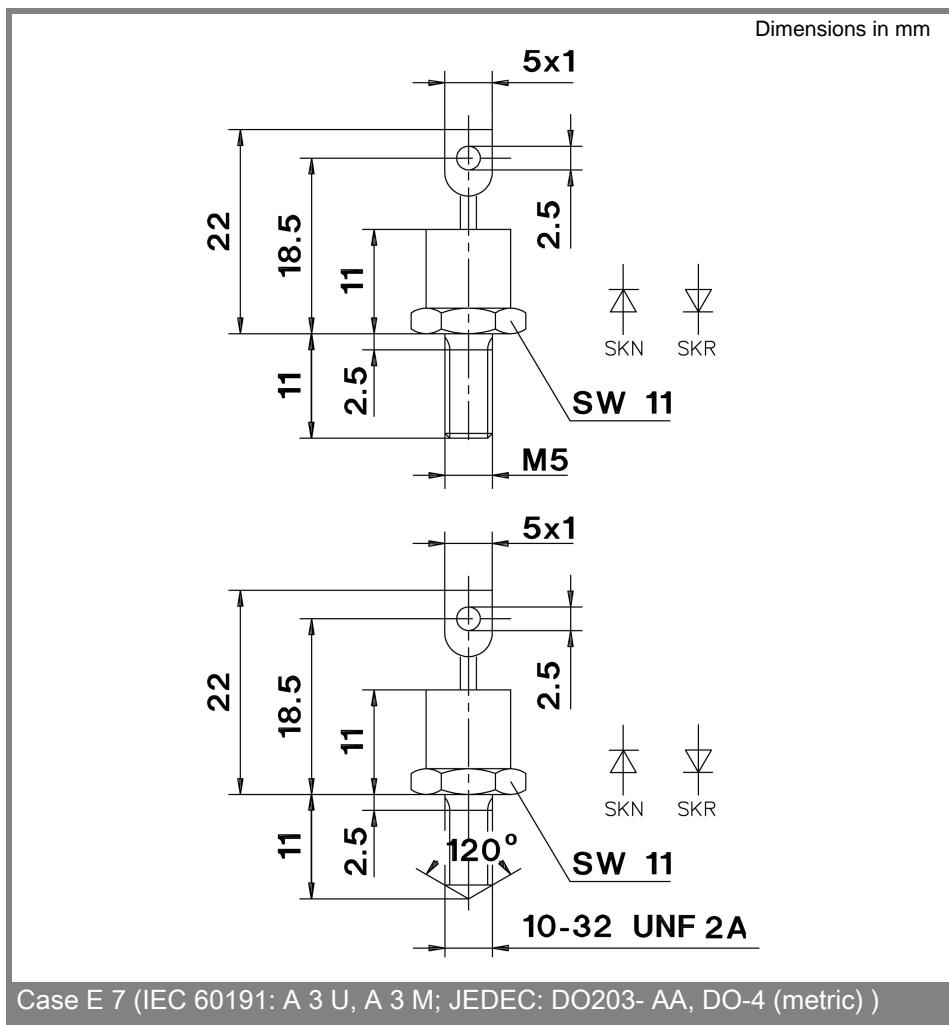 Dimensions in mm
5x1
22
18.5
11
2.5
SKN SKR
11
2.5
SW 11
M5
5x1
22
18.5
11
2.5
SKN SKR
11
2.5
120°
SW 11
10-32 UNF 2A
Case E 7 (IEC 60191: A 3 U, A 3 M; JEDEC: DO203- AA, DO-4 (metric) )